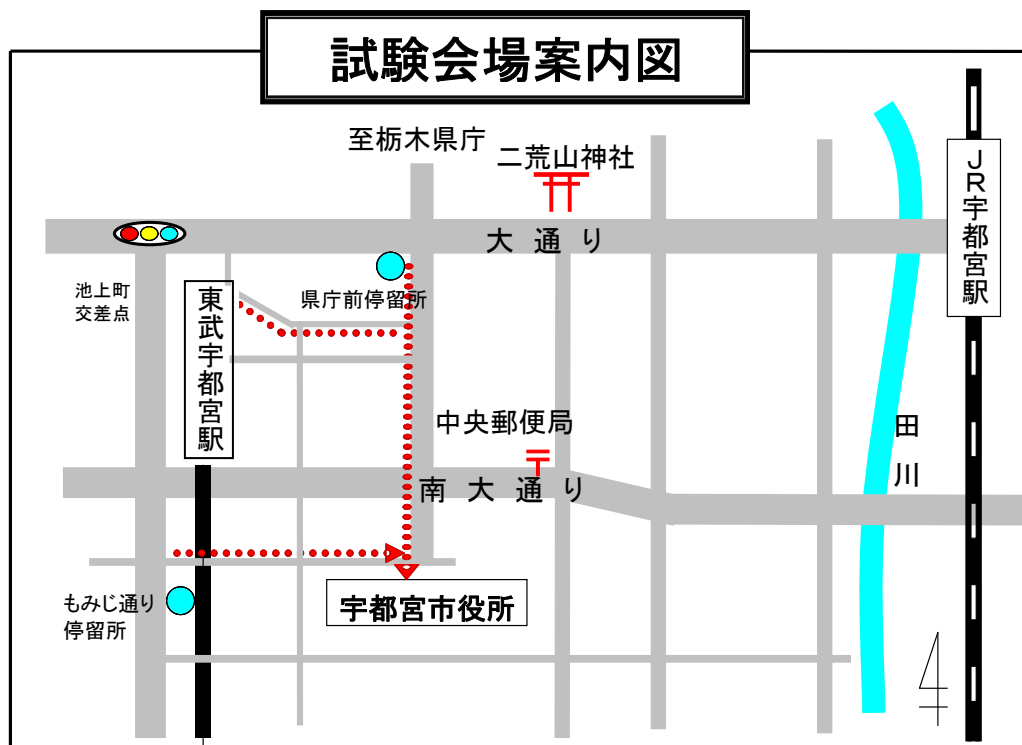 試験会場案内図
至栃木県庁
二荒山神社
大通り
池上町
交差点
県庁前停留所
東武宇都宮駅
JR宇都宮駅
中央郵便局
南大通り
田川
もみじ通り
停留所
宇都宮市役所